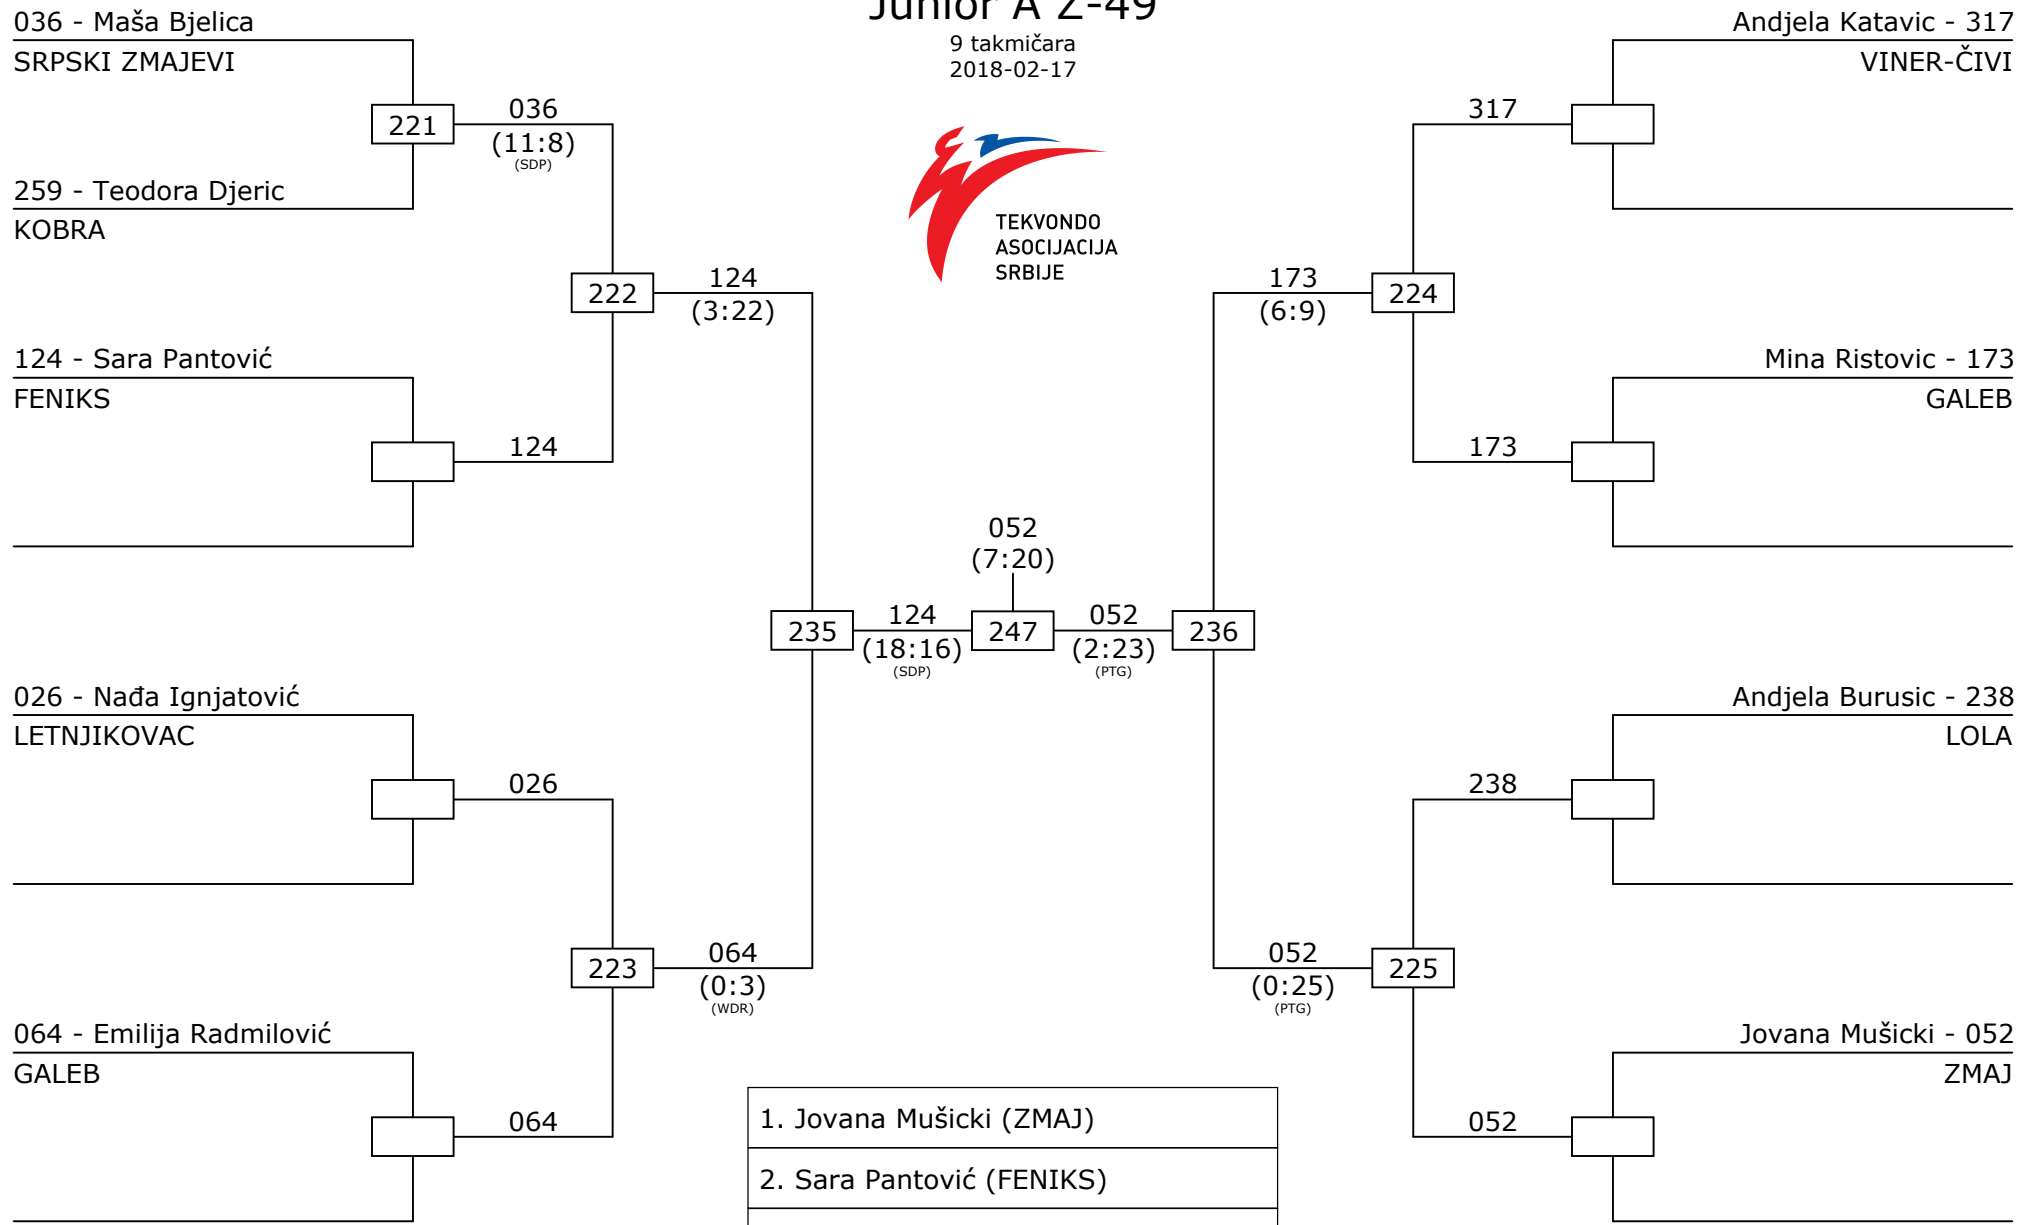 Junior A Z-49
9 takmičara
2018-02-17
TEKVONDO
ASOCIJACIJA
SRBIJE
036 - Maša Bjelica
SRPSKI ZMAJEVI
221
036
(11:8)
(SDP)
259 - Teodora Djeric
KOBRA
222
124
(3:22)
124 - Sara Pantović
FENIKS
124
026 - Nađa Ignjatović
LETNJIKOVAC
026
223
064
(0:3)
(WDR)
064 - Emilija Radmilović
GALEB
064
235
124
(18:16)
(SDP)
052
(7:20)
247
052
(2:23)
(PTG)
236
Andjela Katavic - 317
VINER-ČIVI
317
173
(6:9)
224
Mina Ristovic - 173
GALEB
173
Andjela Burusic - 238
LOLA
238
052
(0:25)
(PTG)
225
Jovana Mušicki - 052
ZMAJ
052
1. Jovana Mušicki (ZMAJ)
2. Sara Pantović (FENIKS)